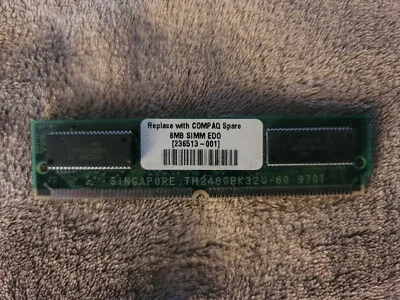 Replace with COMPAQ Spare
8MB SIMM EDO
[236513-001]
SINGAPORE TM248GBK32U-60 9701